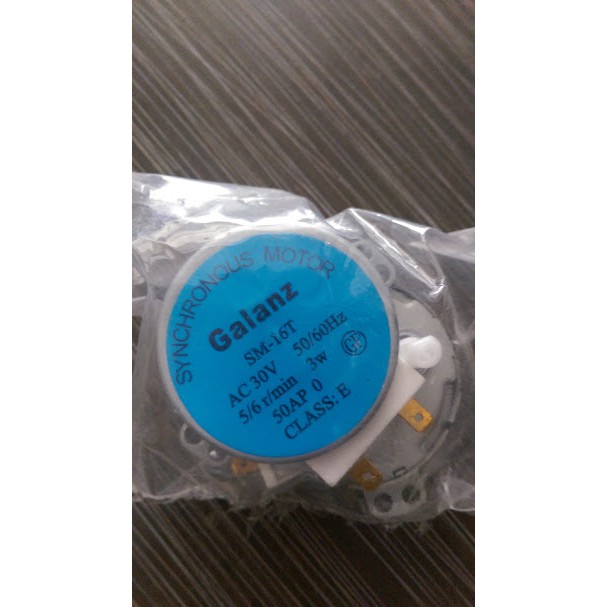 SYNCHRONOUS MOTOR
Galanz
SM-16T
AC 30V 50/60Hz
5/6 r/min 3w
50AP 0
CLASS: E